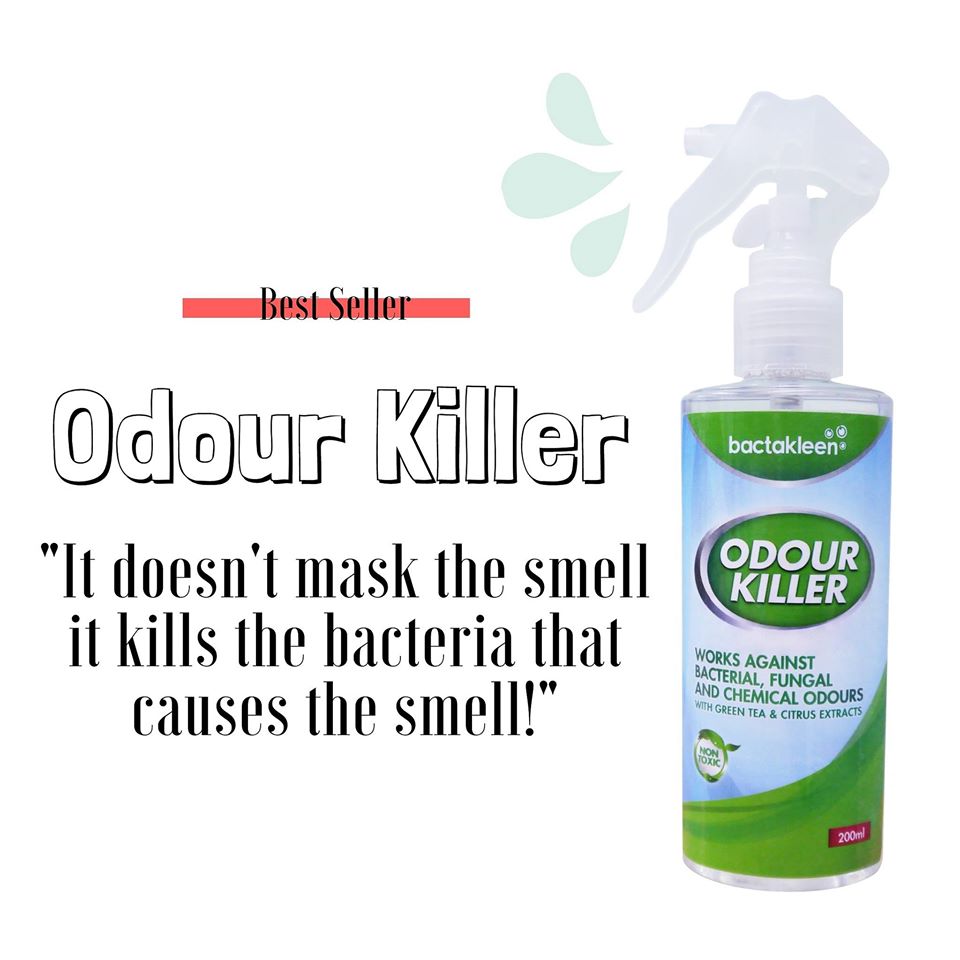 Best Seller
Odour Killer
"It doesn't mask the smell
it kills the bacteria that
causes the smell!"
bactakleen
ODOUR
KILLER
WORKS AGAINST
BACTERIAL, FUNGAL
AND CHEMICAL ODOURS
WITH GREEN TEA & CITRUS EXTRACTS
NON
TOXIC
200ml